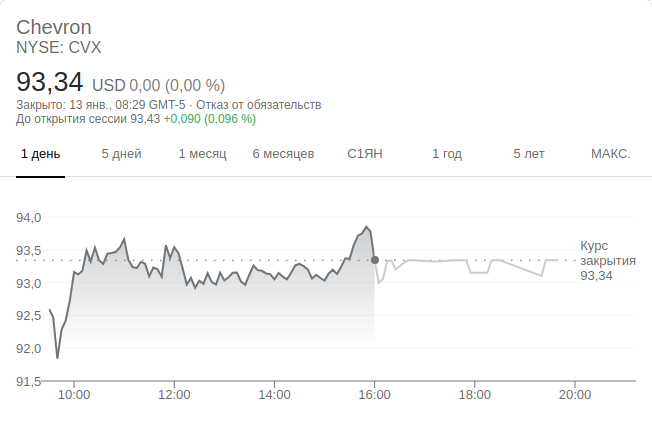 Chevron
NYSE: CVX
93,34 USD 0,00 (0,00 %)
Закрыто: 13 янв., 08:29 GMT-5 · Отказ от обязательств
До открытия сессии 93,43 +0,090 (0,096 %)
1 день 5 дней 1 месяц 6 месяцев С1ЯН 1 год 5 лет МАКС.
94,0
93,5
93,0
92,5
92,0
91,5
Курс
закрытия
93,34
10:00 12:00 14:00 16:00 18:00 20:00